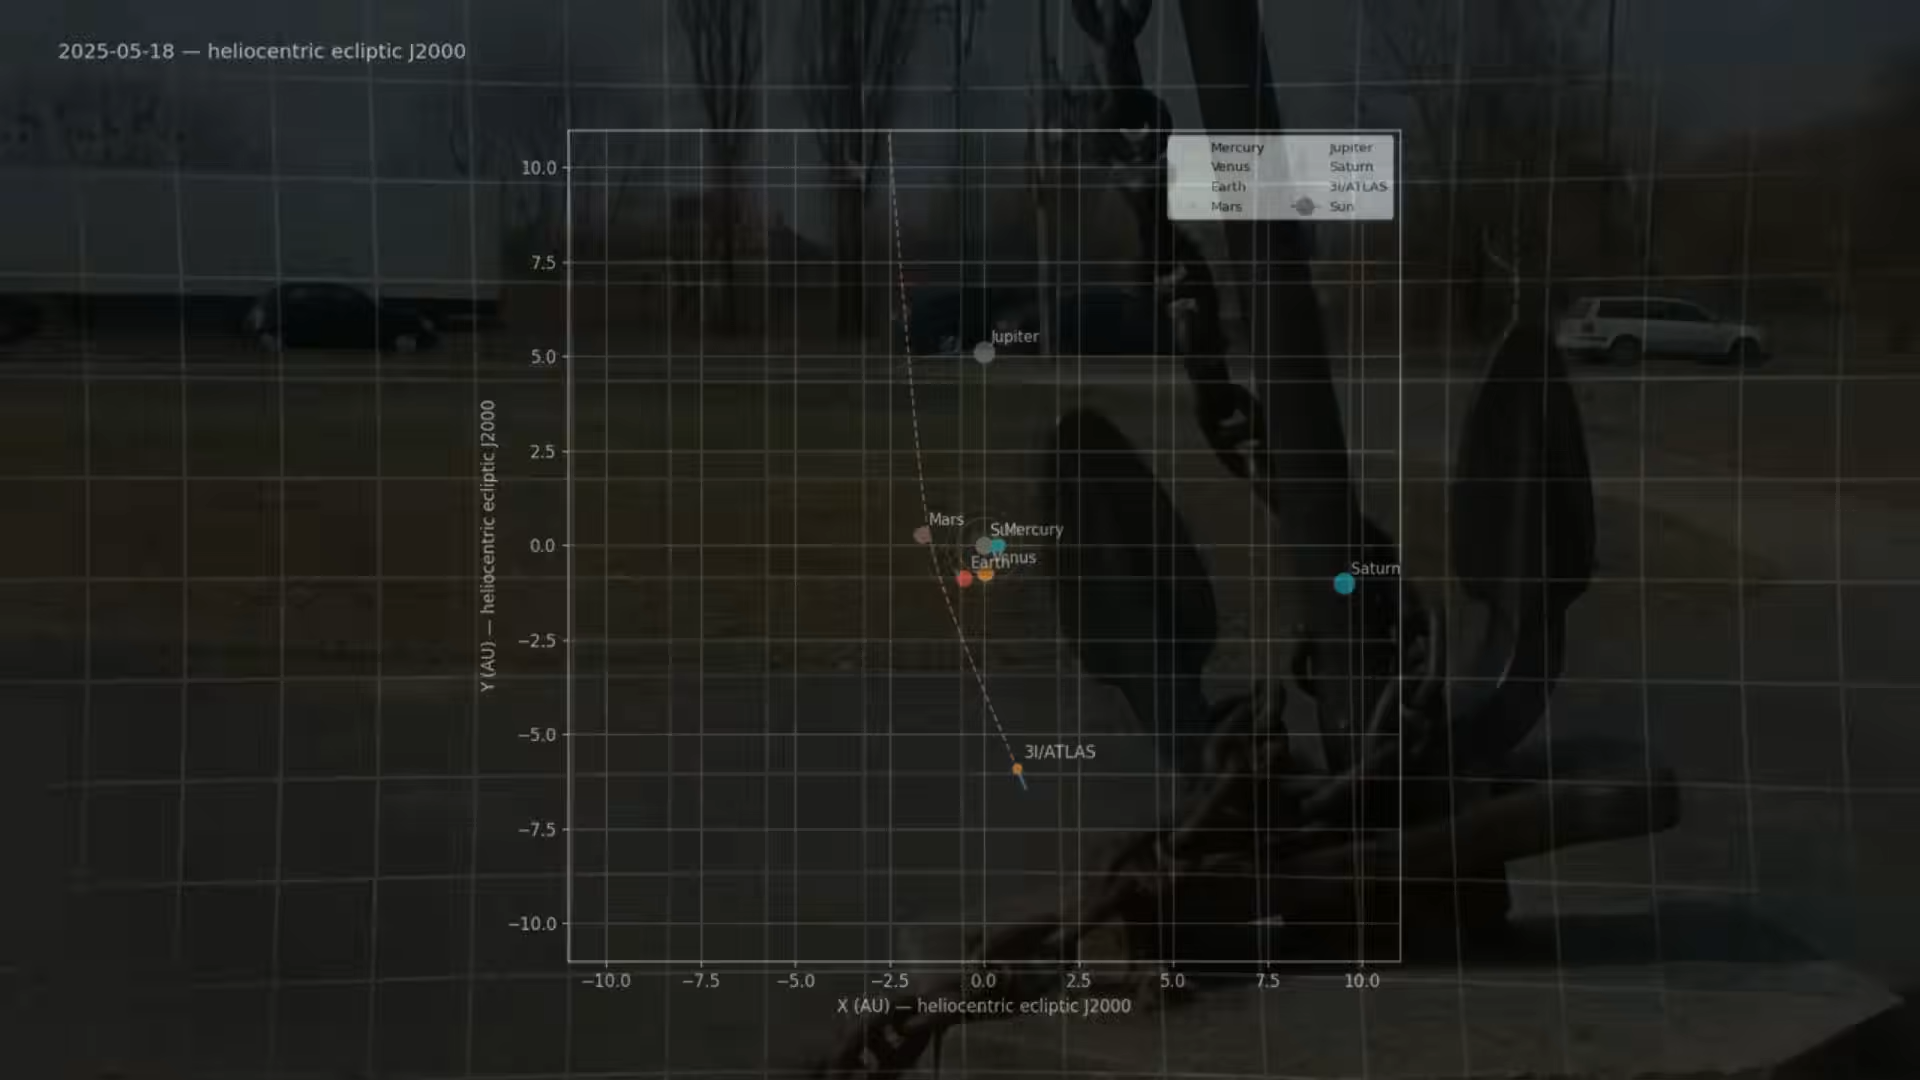 2025-05-18 — heliocentric ecliptic J2000
Mercury Jupiter
Venus Saturn
Earth 3I/ATLAS
Mars Sun
10.0
7.5
5.0
2.5
0.0
−2.5
−5.0
−7.5
−10.0
Y (AU) — heliocentric ecliptic J2000
Jupiter
Mars
Mercury
Earth
Saturn
3I/ATLAS
−10.0 −7.5 −5.0 −2.5 0.0 2.5 5.0 7.5 10.0
X (AU) — heliocentric ecliptic J2000